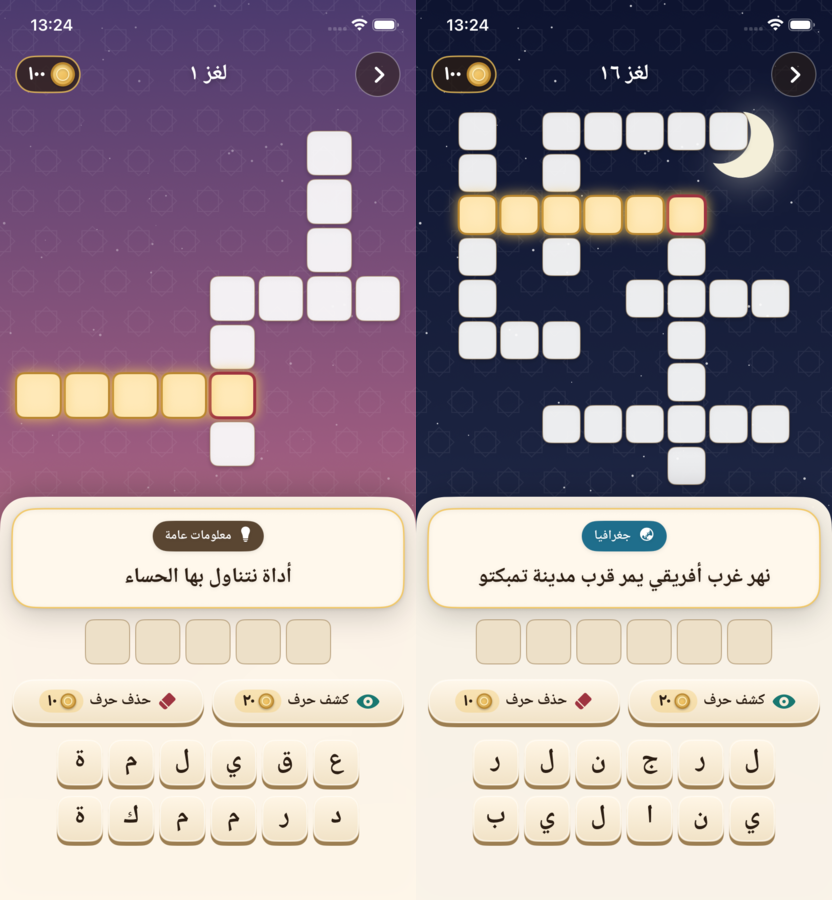 13:24
١٠٠
لغز ١
معلومات عامة
أداة نتناول بها الحساء
كشف حرف ٢٠
حذف حرف ١٠
ع ق ي ل م ة
د ر م م ك ة
13:24
١٠٠
لغز ١٦
جغرافيا
نهر غرب أفريقي يمر قرب مدينة تمبكتو
كشف حرف ٢٠
حذف حرف ١٠
ل ر ج ن ل ر
ي ن ا ل ي ب